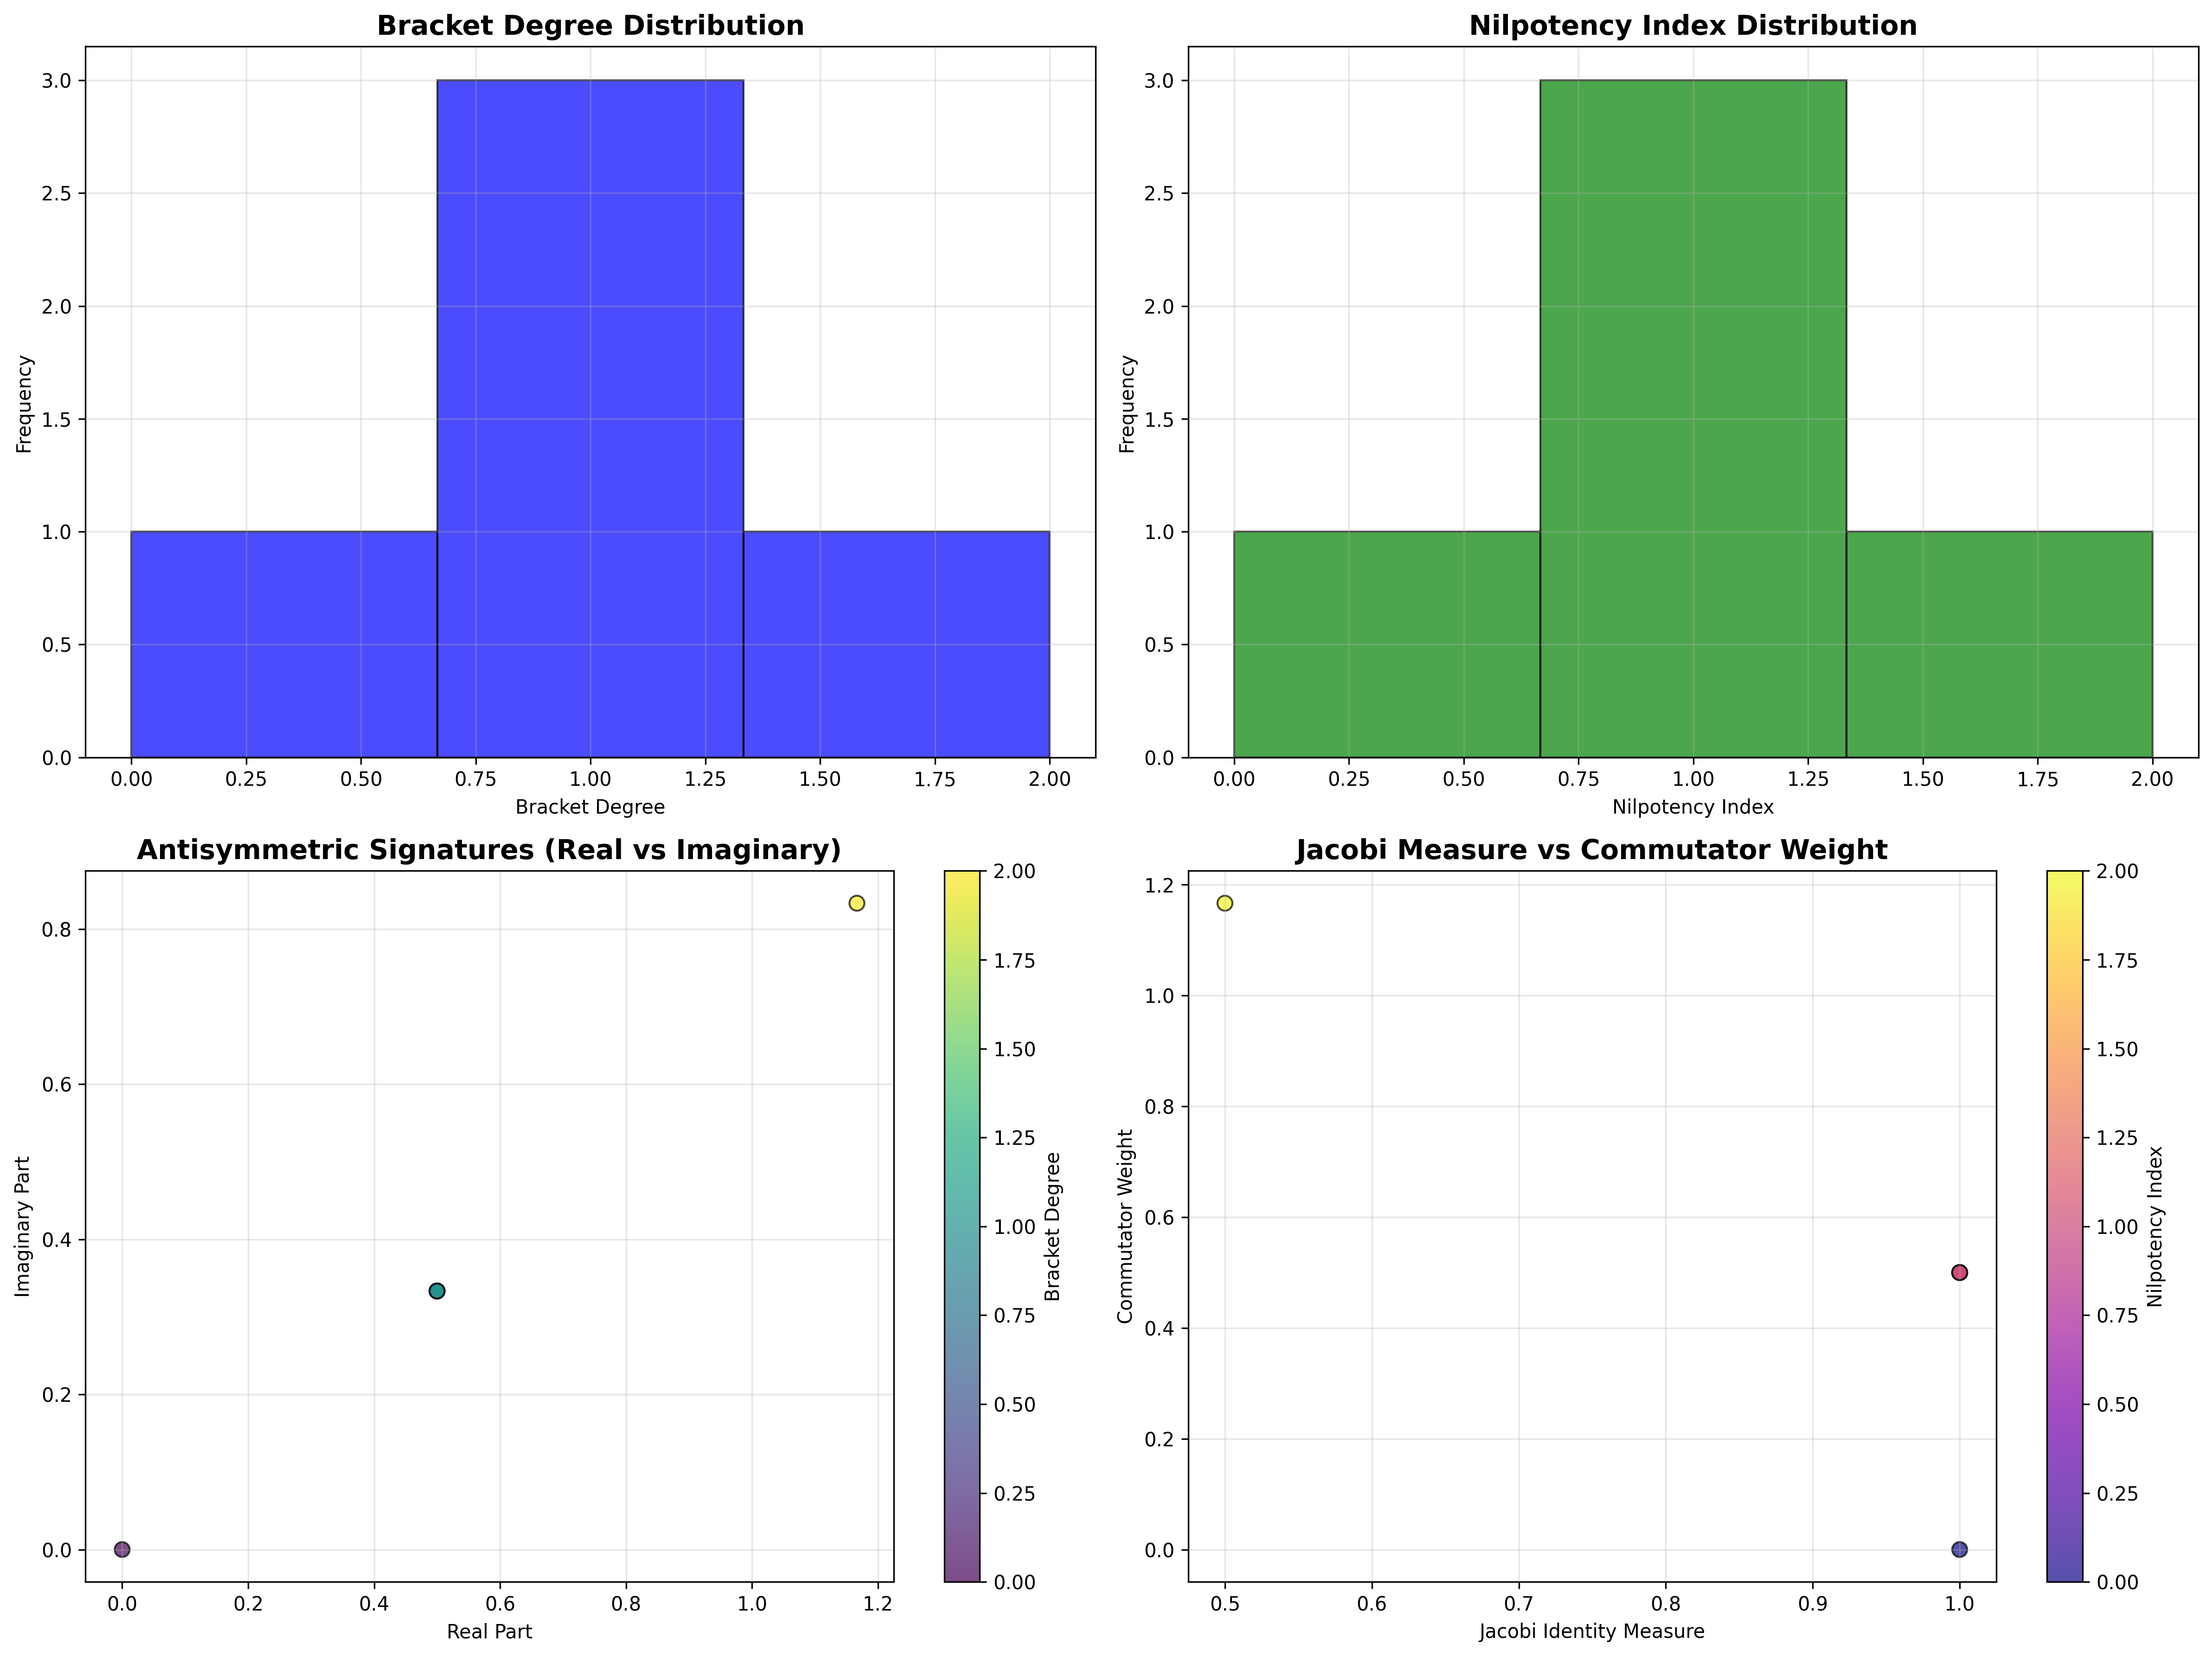 Bracket Degree Distribution
3.0
2.5
2.0
1.5
1.0
0.5
0.0
Frequency
0.00 0.25 0.50 0.75 1.00 1.25 1.50 1.75 2.00
Bracket Degree
Nilpotency Index Distribution
3.0
2.5
2.0
1.5
1.0
0.5
0.0
Frequency
0.00 0.25 0.50 0.75 1.00 1.25 1.50 1.75 2.00
Nilpotency Index
Antisymmetric Signatures (Real vs Imaginary)
0.8
0.6
0.4
0.2
0.0
Imaginary Part
0.0 0.2 0.4 0.6 0.8 1.0 1.2
Real Part
2.00
1.75
1.50
1.25
1.00
0.75
0.50
0.25
0.00
Bracket Degree
Jacobi Measure vs Commutator Weight
1.2
1.0
0.8
0.6
0.4
0.2
0.0
Commutator Weight
0.5 0.6 0.7 0.8 0.9 1.0
Jacobi Identity Measure
2.00
1.75
1.50
1.25
1.00
0.75
0.50
0.25
0.00
Nilpotency Index